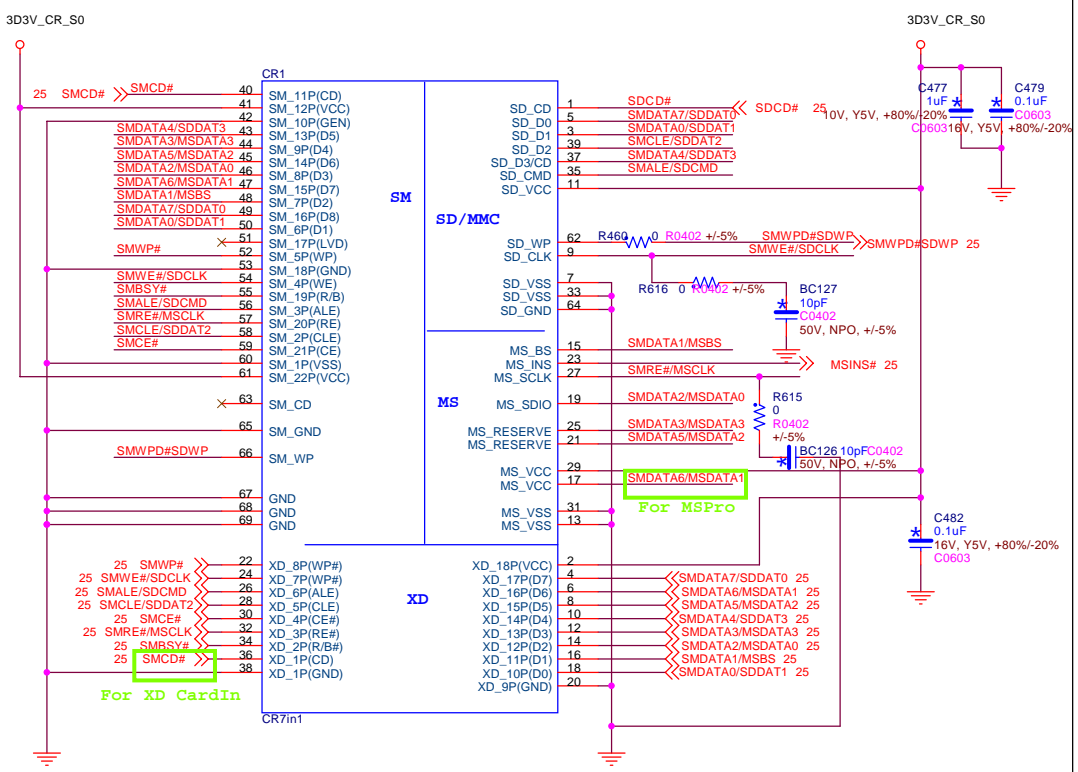 3D3V_CR_S0
3D3V_CR_S0
CR1
25 SMCD#
SMCD#
40 SM_11P(CD)
41 SM_12P(VCC)
42 SM_10P(GEN)
SMDATA4/SDDAT3 43 SM_13P(D5)
SMDATA3/MSDATA3 44 SM_9P(D4)
SMDATA5/MSDATA2 45 SM_14P(D6)
SMDATA2/MSDATA0 46 SM_8P(D3)
SMDATA6/MSDATA1 47 SM_15P(D7)
SMDATA1/MSBS 48 SM_7P(D2)
SMDATA7/SDDAT0 49 SM_16P(D8)
SMDATA0/SDDAT1 50 SM_6P(D1)
51 SM_17P(LVD)
SMWP# 52 SM_5P(WP)
53 SM_18P(GND)
SMWE#/SDCLK 54 SM_4P(WE)
SMBSY# 55 SM_19P(R/B)
SMALE/SDCMD 56 SM_3P(ALE)
SMRE#/MSCLK 57 SM_20P(RE)
SMCLE/SDDAT2 58 SM_2P(CLE)
SMCE# 59 SM_21P(CE)
60 SM_1P(VSS)
61 SM_22P(VCC)
63 SM_CD
65 SM_GND
SMWPD#SDWP 66 SM_WP
67 GND
68 GND
69 GND
SM
SD/MMC
MS
XD
SD_CD 1 SDCD# SDCD# 25
SD_D0 5 SMDATA7/SDDAT0
SD_D1 3 SMDATA0/SDDAT1
SD_D2 39 SMCLE/SDDAT2
SD_D3/CD 37 SMDATA4/SDDAT3
SD_CMD 35 SMALE/SDCMD
SD_VCC 11
C477
1uF
10V, Y5V, +80%/-20%
C0603
C479
0.1uF
C0603
16V, Y5V, +80%/-20%
SD_WP 62 R460 0 R0402 +/-5% SMWPD#SDWP SMWPD#SDWP 25
SD_CLK 9 SMWE#/SDCLK
SD_VSS 7
SD_VSS 33
SD_GND 64
R616 0 R0402 +/-5%
BC127
10pF
C0402
50V, NPO, +/-5%
MS_BS 15 SMDATA1/MSBS
MS_INS 23 MSINS# 25
MS_SCLK 27 SMRE#/MSCLK
MS_SDIO 19 SMDATA2/MSDATA0
MS_RESERVE 25 SMDATA3/MSDATA3
MS_RESERVE 21 SMDATA5/MSDATA2
R615
0
R0402
+/-5%
BC126 10pF C0402
50V, NPO, +/-5%
MS_VCC 29
MS_VCC 17 SMDATA6/MSDATA1
For MSPro
MS_VSS 31
MS_VSS 13
C482
0.1uF
16V, Y5V, +80%/-20%
C0603
25 SMWP# 22 XD_8P(WP#)
25 SMWE#/SDCLK 24 XD_7P(WP#)
25 SMALE/SDCMD 26 XD_6P(ALE)
25 SMCLE/SDDAT2 28 XD_5P(CLE)
25 SMCE# 30 XD_4P(CE#)
25 SMRE#/MSCLK 32 XD_3P(RE#)
25 SMBSY# 34 XD_2P(R/B#)
25 SMCD# 36 XD_1P(CD)
38 XD_1P(GND)
For XD CardIn
XD_18P(VCC) 2
XD_17P(D7) 4 SMDATA7/SDDAT0 25
XD_16P(D6) 6 SMDATA6/MSDATA1 25
XD_15P(D5) 8 SMDATA5/MSDATA2 25
XD_14P(D4) 10 SMDATA4/SDDAT3 25
XD_13P(D3) 12 SMDATA3/MSDATA3 25
XD_12P(D2) 14 SMDATA2/MSDATA0 25
XD_11P(D1) 16 SMDATA1/MSBS 25
XD_10P(D0) 18 SMDATA0/SDDAT1 25
XD_9P(GND) 20
CR7in1